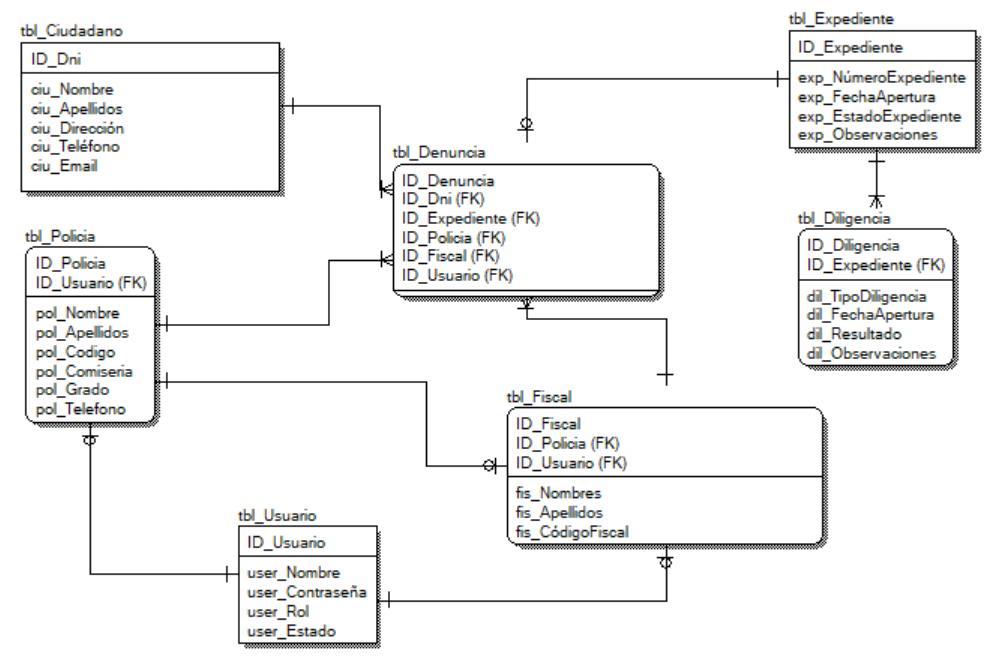 tbl_Ciudadano
ID_Dni
ciu_Nombre
ciu_Apellidos
ciu_Dirección
ciu_Teléfono
ciu_Email
tbl_Expediente
ID_Expediente
exp_NúmeroExpediente
exp_FechaApertura
exp_EstadoExpediente
exp_Observaciones
tbl_Denuncia
ID_Denuncia
ID_Dni (FK)
ID_Expediente (FK)
ID_Policia (FK)
ID_Fiscal (FK)
ID_Usuario (FK)
tbl_Diligencia
ID_Diligencia
ID_Expediente (FK)
dil_TipoDiligencia
dil_FechaApertura
dil_Resultado
dil_Observaciones
tbl_Policia
ID_Policia
ID_Usuario (FK)
pol_Nombre
pol_Apellidos
pol_Codigo
pol_Comiseria
pol_Grado
pol_Telefono
tbl_Fiscal
ID_Fiscal
ID_Policia (FK)
ID_Usuario (FK)
fis_Nombres
fis_Apellidos
fis_CódigoFiscal
tbl_Usuario
ID_Usuario
user_Nombre
user_Contraseña
user_Rol
user_Estado